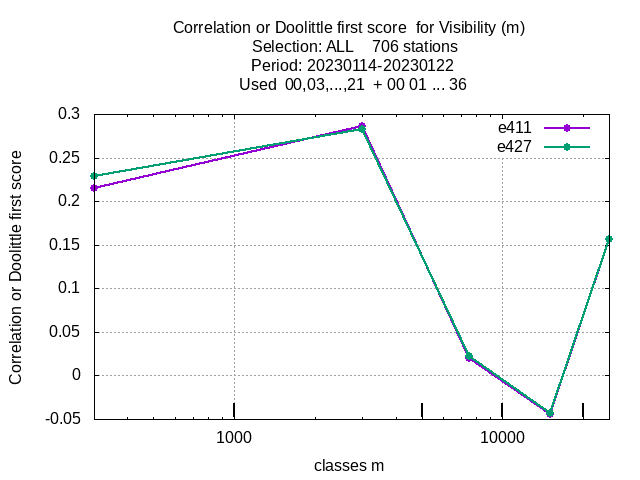 Correlation or Doolittle first score  for Visibility (m)
Selection: ALL    706 stations
Period: 20230114-20230122
Used  00,03,...,21  + 00 01 ... 36
e411
e427
0.3
0.25
0.2
0.15
0.1
0.05
0
-0.05
Correlation or Doolittle first score
1000
10000
classes m